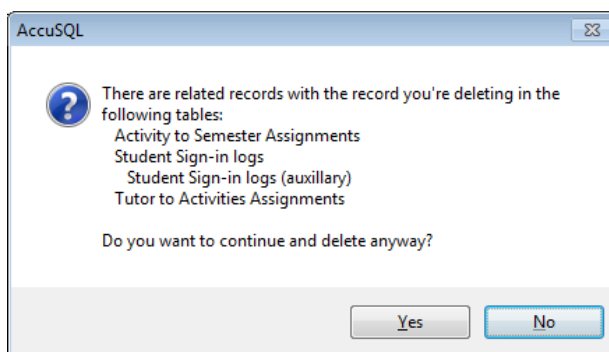 AccuSQL
There are related records with the record you're deleting in the
following tables:
Activity to Semester Assignments
Student Sign-in logs
Student Sign-in logs (auxillary)
Tutor to Activities Assignments
Do you want to continue and delete anyway?
Yes
No